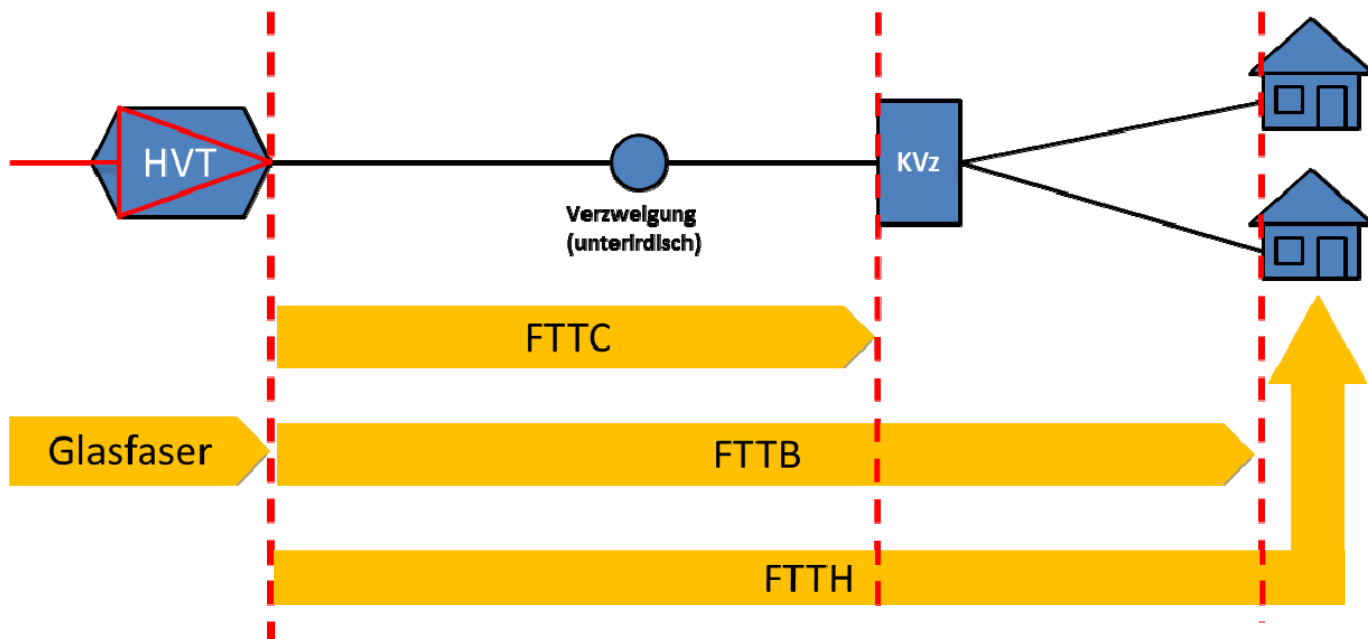 HVT
KVz
Verzweigung
(unterirdisch)
FTTC
Glasfaser
FTTB
FTTH